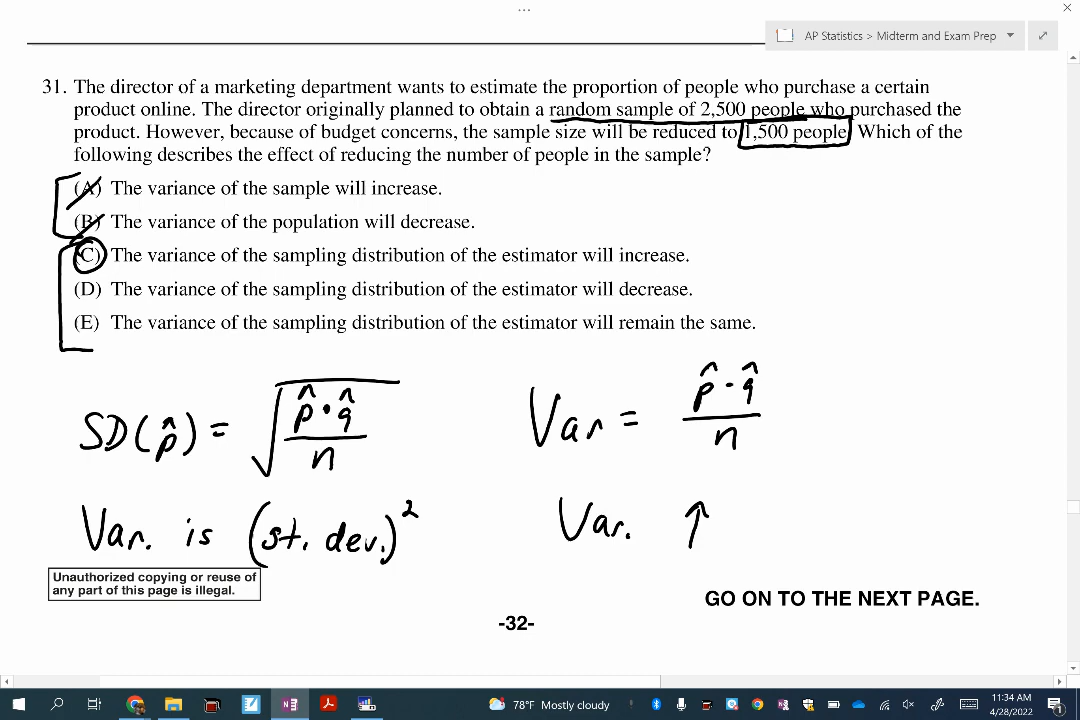 ...
AP Statistics > Midterm and Exam Prep
31. The director of a marketing department wants to estimate the proportion of people who purchase a certain
product online. The director originally planned to obtain a random sample of 2,500 people who purchased the
product. However, because of budget concerns, the sample size will be reduced to 1,500 people. Which of the
following describes the effect of reducing the number of people in the sample?
(A) The variance of the sample will increase.
(B) The variance of the population will decrease.
(C) The variance of the sampling distribution of the estimator will increase.
(D) The variance of the sampling distribution of the estimator will decrease.
(E) The variance of the sampling distribution of the estimator will remain the same.
SD(p̂) = √(p̂·q̂/n)
Var = p̂·q̂/n
Var. is (st. dev.)²
Var. ↑
Unauthorized copying or reuse of
any part of this page is illegal.
GO ON TO THE NEXT PAGE.
-32-
78°F Mostly cloudy
11:34 AM
4/28/2022